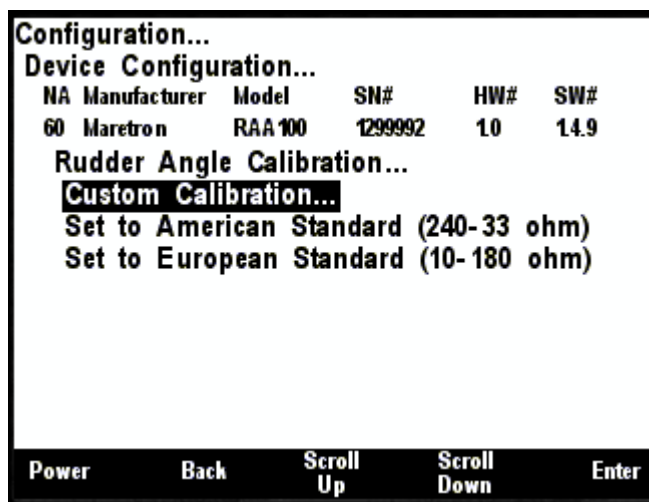 Configuration...
Device Configuration...
NA Manufacturer Model SN# HW# SW#
60 Maretron RAA100 1299992 1.0 1.4.9
Rudder Angle Calibration...
Custom Calibration...
Set to American Standard (240-33 ohm)
Set to European Standard (10-180 ohm)
Power Back Scroll Up Scroll Down Enter